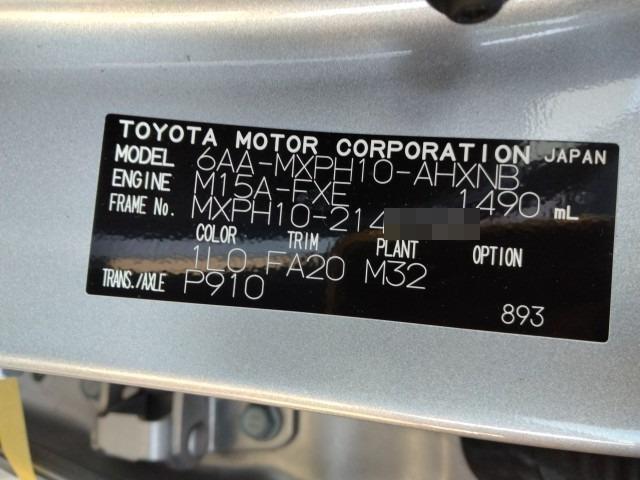 TOYOTA MOTOR CORPORATION JAPAN
MODEL 6AA-MXPH10-AHXNB
ENGINE M15A-FXE 1490 mL
FRAME No. MXPH10-214
COLOR TRIM PLANT OPTION
1L0 FA20 M32
TRANS./AXLE P910
893